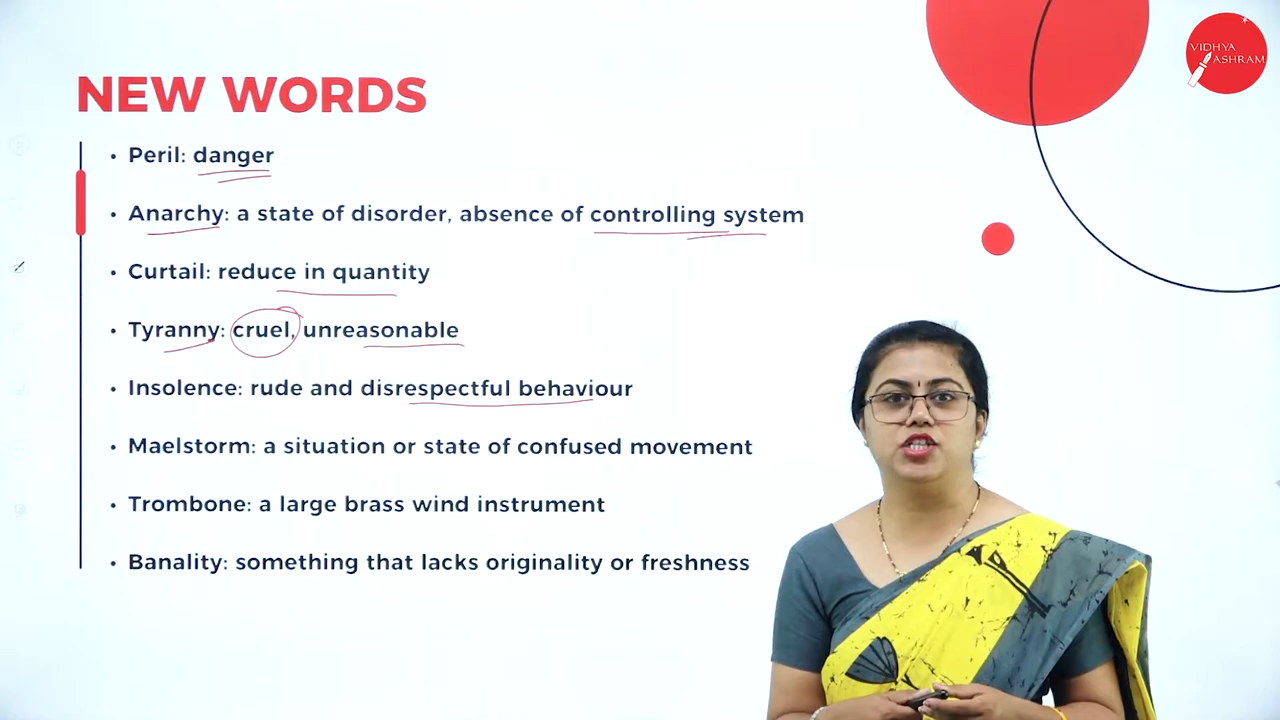 VIDHYA
ASHRAM
NEW WORDS
• Peril: danger
• Anarchy: a state of disorder, absence of controlling system
• Curtail: reduce in quantity
• Tyranny: cruel, unreasonable
• Insolence: rude and disrespectful behaviour
• Maelstorm: a situation or state of confused movement
• Trombone: a large brass wind instrument
• Banality: something that lacks originality or freshness